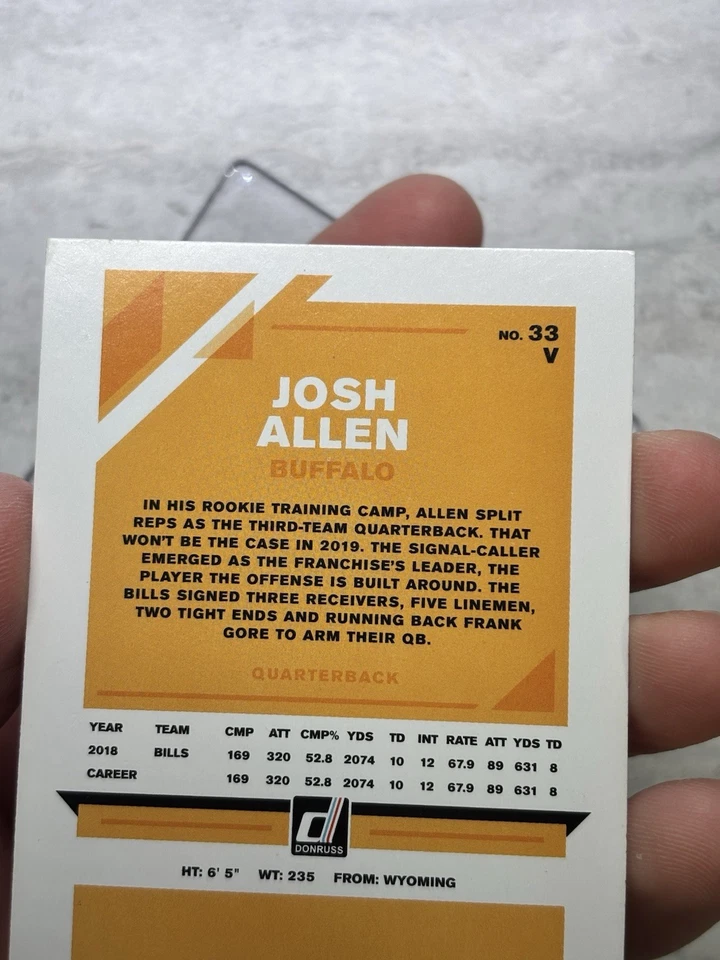 NO. 33
V
JOSH
ALLEN
BUFFALO
IN HIS ROOKIE TRAINING CAMP, ALLEN SPLIT
REPS AS THE THIRD-TEAM QUARTERBACK. THAT
WON'T BE THE CASE IN 2019. THE SIGNAL-CALLER
EMERGED AS THE FRANCHISE'S LEADER, THE
PLAYER THE OFFENSE IS BUILT AROUND. THE
BILLS SIGNED THREE RECEIVERS, FIVE LINEMEN,
TWO TIGHT ENDS AND RUNNING BACK FRANK
GORE TO ARM THEIR QB.
QUARTERBACK
YEAR TEAM CMP ATT CMP% YDS TD INT RATE ATT YDS TD
2018 BILLS 169 320 52.8 2074 10 12 67.9 89 631 8
CAREER 169 320 52.8 2074 10 12 67.9 89 631 8
d
DONRUSS
HT: 6' 5" WT: 235 FROM: WYOMING